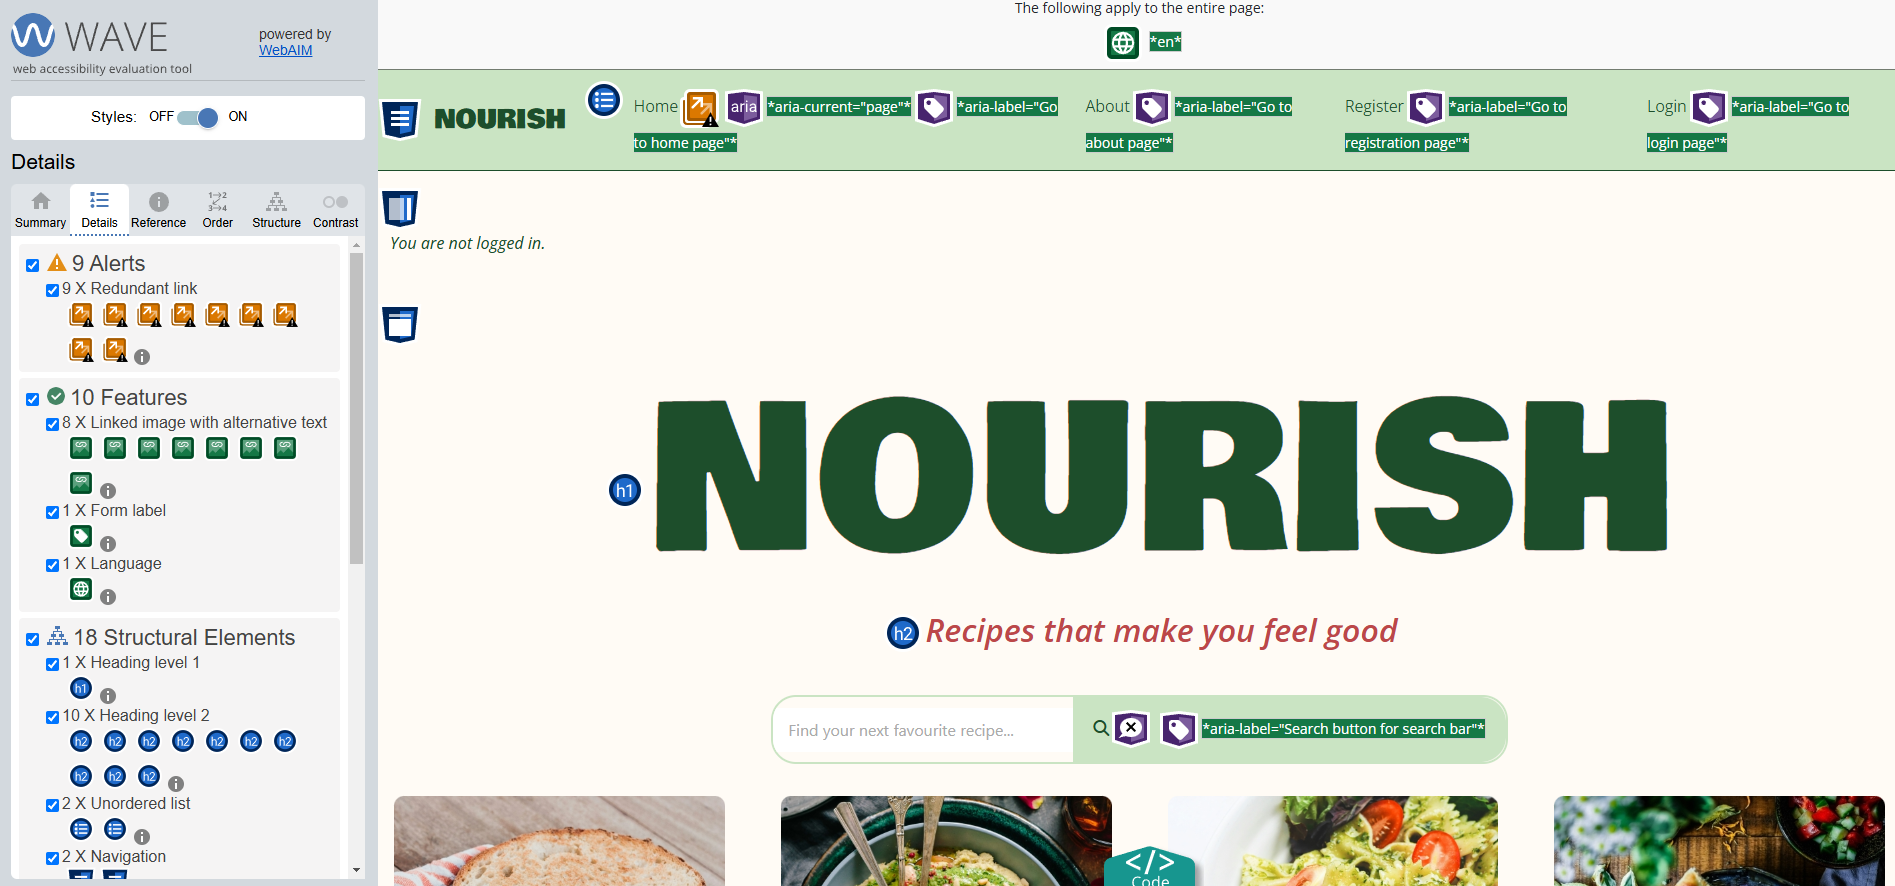 WAVE
powered by
WebAIM
web accessibility evaluation tool
Styles: OFF ON
Details
Summary Details Reference Order Structure Contrast
9 Alerts
9 X Redundant link
10 Features
8 X Linked image with alternative text
1 X Form label
1 X Language
18 Structural Elements
1 X Heading level 1
h1
10 X Heading level 2
h2 h2 h2 h2 h2 h2 h2
h2 h2 h2
2 X Unordered list
2 X Navigation
The following apply to the entire page:
*en*
NOURISH
Home aria *aria-current="page"* *aria-label="Go
to home page"*
About *aria-label="Go to
about page"*
Register *aria-label="Go to
registration page"*
Login *aria-label="Go to
login page"*
You are not logged in.
h1 NOURISH
h2 Recipes that make you feel good
Find your next favourite recipe...
*aria-label="Search button for search bar"*
</>
Code